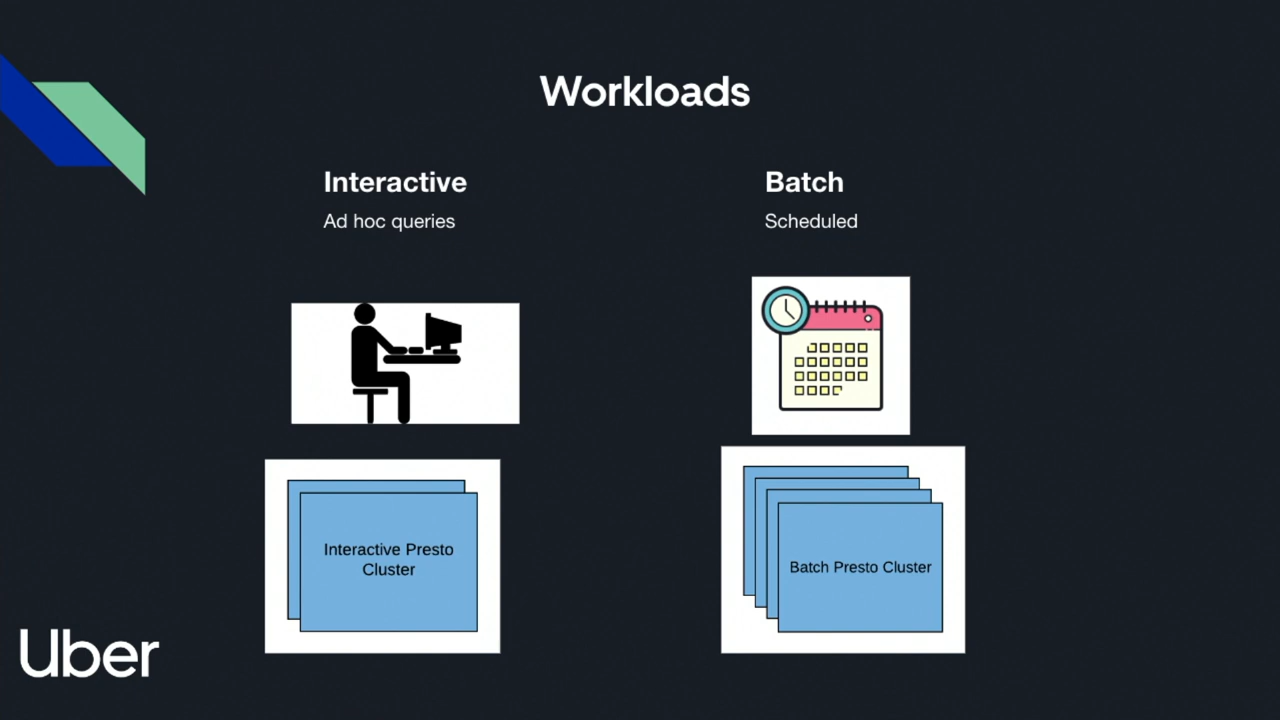 Workloads
Interactive
Ad hoc queries
Batch
Scheduled
Interactive Presto
Cluster
Batch Presto Cluster
Uber